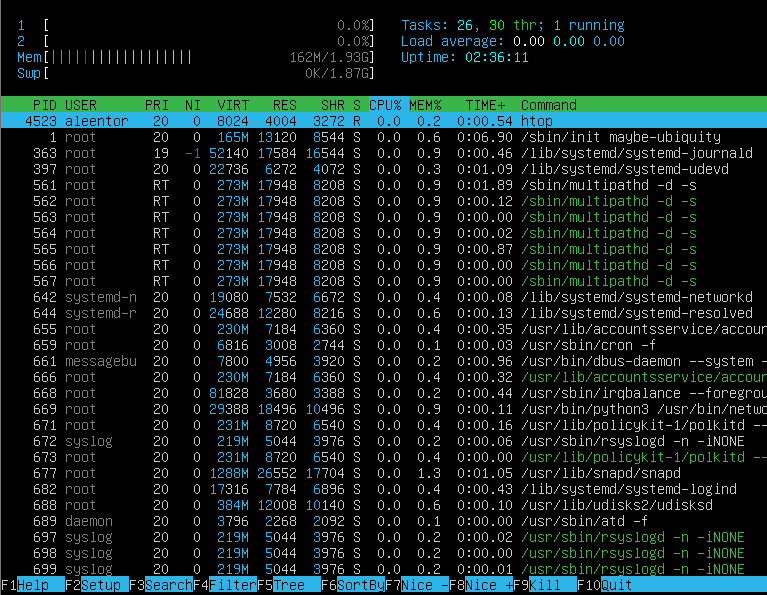 1 [ 0.0%] Tasks: 26, 30 thr; 1 running
2 [ 0.0%] Load average: 0.00 0.00 0.00
Mem[|||||||||||||||||| 162M/1.93G] Uptime: 02:36:11
Swp[ 0K/1.87G]
PID USER PRI NI VIRT RES SHR S CPU% MEM% TIME+ Command
4523 aleentor 20 0 8024 4004 3272 R 0.0 0.2 0:00.54 htop
1 root 20 0 165M 13120 8544 S 0.0 0.6 0:06.90 /sbin/init maybe-ubiquity
363 root 19 -1 52140 17584 16544 S 0.0 0.9 0:00.46 /lib/systemd/systemd-journald
397 root 20 0 22736 6272 4072 S 0.0 0.3 0:01.09 /lib/systemd/systemd-udevd
561 root RT 0 273M 17948 8208 S 0.0 0.9 0:01.89 /sbin/multipathd -d -s
562 root RT 0 273M 17948 8208 S 0.0 0.9 0:00.12 /sbin/multipathd -d -s
563 root RT 0 273M 17948 8208 S 0.0 0.9 0:00.00 /sbin/multipathd -d -s
564 root RT 0 273M 17948 8208 S 0.0 0.9 0:00.02 /sbin/multipathd -d -s
565 root RT 0 273M 17948 8208 S 0.0 0.9 0:00.87 /sbin/multipathd -d -s
566 root RT 0 273M 17948 8208 S 0.0 0.9 0:00.00 /sbin/multipathd -d -s
567 root RT 0 273M 17948 8208 S 0.0 0.9 0:00.00 /sbin/multipathd -d -s
642 systemd-n 20 0 19080 7532 6672 S 0.0 0.4 0:00.08 /lib/systemd/systemd-networkd
644 systemd-r 20 0 24688 12280 8216 S 0.0 0.6 0:00.13 /lib/systemd/systemd-resolved
655 root 20 0 230M 7184 6360 S 0.0 0.4 0:00.35 /usr/lib/accountsservice/accoun
659 root 20 0 6816 3008 2744 S 0.0 0.1 0:00.03 /usr/sbin/cron -f
661 messagebu 20 0 7800 4956 3920 S 0.0 0.2 0:00.96 /usr/bin/dbus-daemon --system -
666 root 20 0 230M 7184 6360 S 0.0 0.4 0:00.32 /usr/lib/accountsservice/accoun
668 root 20 0 81828 3680 3388 S 0.0 0.2 0:00.44 /usr/sbin/irqbalance --foregrou
669 root 20 0 29388 18496 10496 S 0.0 0.9 0:00.11 /usr/bin/python3 /usr/bin/netwo
671 root 20 0 231M 8720 6540 S 0.0 0.4 0:00.16 /usr/lib/policykit-1/polkitd --
672 syslog 20 0 219M 5044 3976 S 0.0 0.2 0:00.06 /usr/sbin/rsyslogd -n -iNONE
673 root 20 0 231M 8720 6540 S 0.0 0.4 0:00.00 /usr/lib/policykit-1/polkitd --
677 root 20 0 1288M 26552 17704 S 0.0 1.3 0:01.05 /usr/lib/snapd/snapd
682 root 20 0 17316 7784 6896 S 0.0 0.4 0:00.43 /lib/systemd/systemd-logind
688 root 20 0 384M 12008 10140 S 0.0 0.6 0:00.10 /usr/lib/udisks2/udisksd
689 daemon 20 0 3796 2268 2092 S 0.0 0.1 0:00.00 /usr/sbin/atd -f
697 syslog 20 0 219M 5044 3976 S 0.0 0.2 0:00.02 /usr/sbin/rsyslogd -n -iNONE
698 syslog 20 0 219M 5044 3976 S 0.0 0.2 0:00.00 /usr/sbin/rsyslogd -n -iNONE
699 syslog 20 0 219M 5044 3976 S 0.0 0.2 0:00.01 /usr/sbin/rsyslogd -n -iNONE
F1Help F2Setup F3SearchF4FilterF5Tree F6SortByF7Nice -F8Nice +F9Kill F10Quit